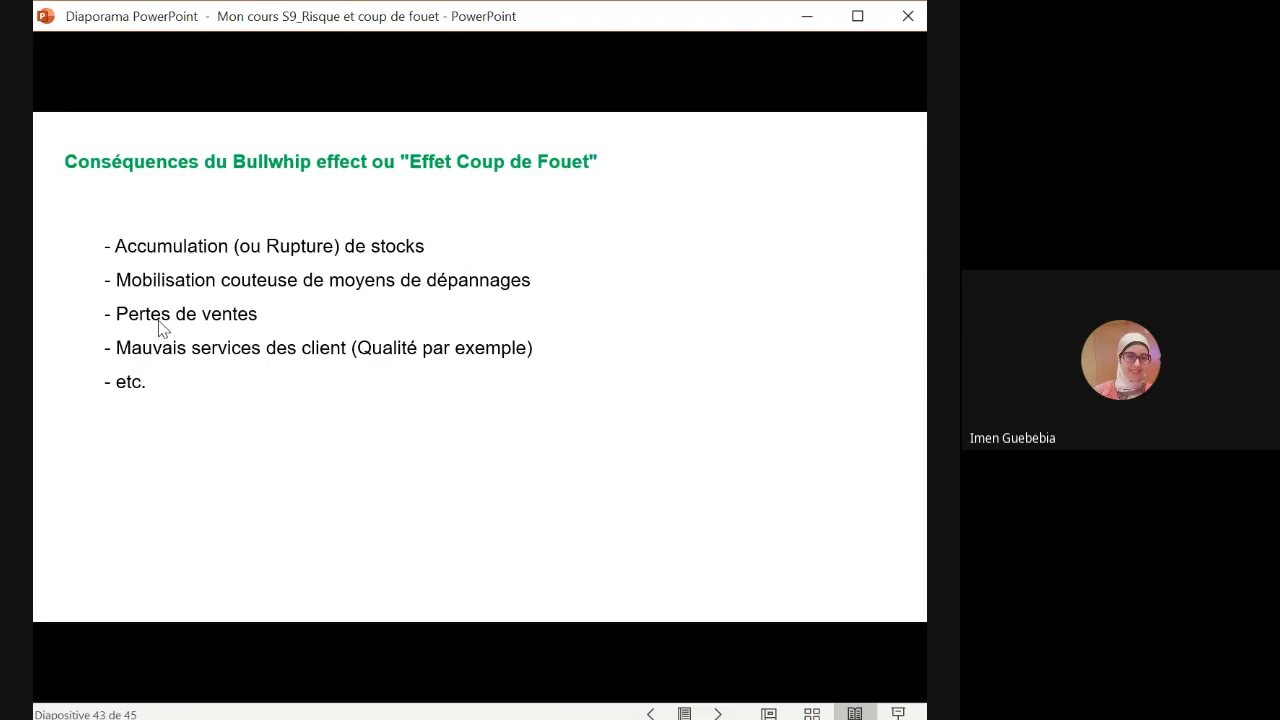 Diaporama PowerPoint - Mon cours S9_Risque et coup de fouet - PowerPoint
Conséquences du Bullwhip effect ou "Effet Coup de Fouet"
- Accumulation (ou Rupture) de stocks
- Mobilisation couteuse de moyens de dépannages
- Pertes de ventes
- Mauvais services des client (Qualité par exemple)
- etc.
Imen Guebebia
Diapositive 43 de 45